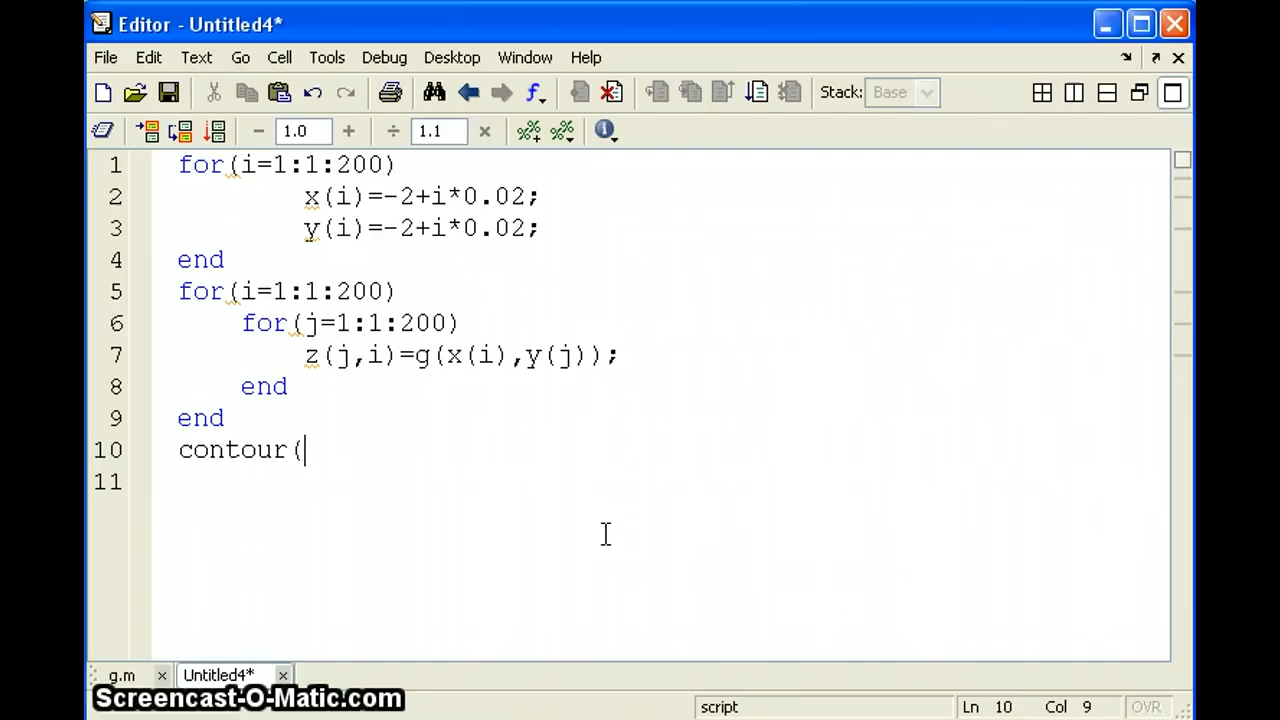 Editor - Untitled4*
File Edit Text Go Cell Tools Debug Desktop Window Help
Stack: Base
1.0 1.1
1 for(i=1:1:200)
2 x(i)=-2+i*0.02;
3 y(i)=-2+i*0.02;
4 end
5 for(i=1:1:200)
6 for(j=1:1:200)
7 z(j,i)=g(x(i),y(j));
8 end
9 end
10 contour(
11
g.m Untitled4*
Screencast-O-Matic.com
script Ln 10 Col 9 OVR